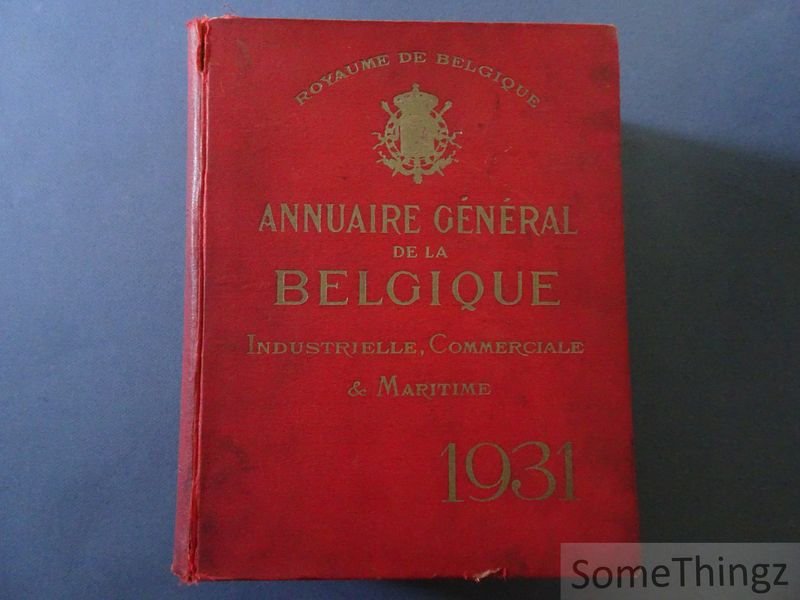 ROYAUME DE BELGIQUE
ANNUAIRE GÉNÉRAL
DE LA
BELGIQUE
INDUSTRIELLE, COMMERCIALE
& MARITIME
1931
SomeThingz